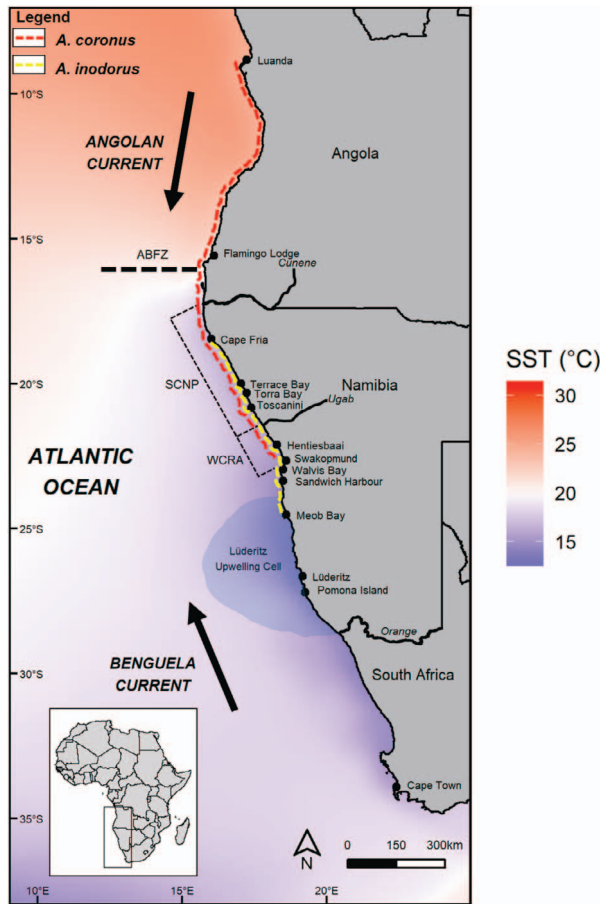 Legend
A. coronus
A. inodorus
Luanda
10°S
ANGOLAN
CURRENT
Angola
15°S
ABFZ
Flamingo Lodge
Cunene
Cape Fria
SST (°C)
30
25
20
15
20°S
SCNP
Terrace Bay
Torra Bay
Toscanini
Namibia
Ugab
Hentiesbaai
WCRA
Swakopmund
Walvis Bay
Sandwich Harbour
ATLANTIC
OCEAN
25°S
Meob Bay
Lüderitz
Upwelling Cell
Lüderitz
Pomona Island
Orange
BENGUELA
CURRENT
30°S
South Africa
Cape Town
35°S
N
0 150 300km
10°E 15°E 20°E